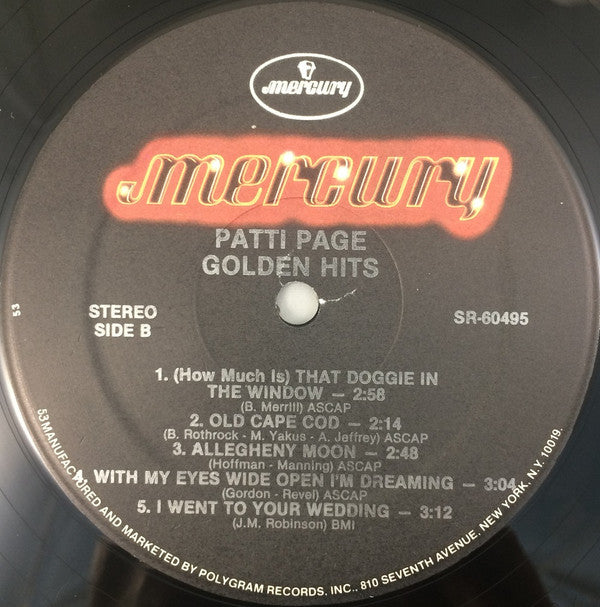 mercury
mercury
PATTI PAGE
GOLDEN HITS
STEREO
SIDE B
SR-60495
53
1. (How Much Is) THAT DOGGIE IN
THE WINDOW — 2:58
(B. Merrill) ASCAP
2. OLD CAPE COD — 2:14
(B. Rothrock - M. Yakus - A. Jeffrey) ASCAP
3. ALLEGHENY MOON — 2:48
(Hoffman - Manning) ASCAP
4. WITH MY EYES WIDE OPEN I'M DREAMING — 3:04
(Gordon - Revel) ASCAP
5. I WENT TO YOUR WEDDING — 3:12
(J.M. Robinson) BMI
53 MANUFACTURED AND MARKETED BY POLYGRAM RECORDS, INC., 810 SEVENTH AVENUE, NEW YORK, N.Y. 10019.